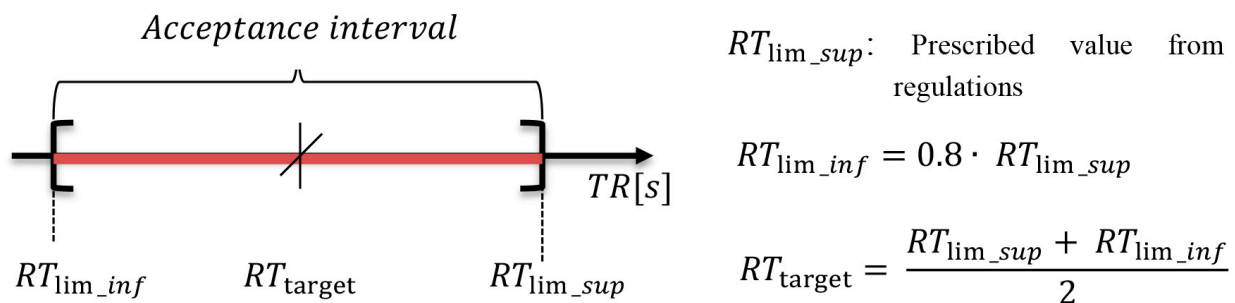 Acceptance interval
TR[s]
RT_lim_inf
RT_target
RT_lim_sup
RT_lim_sup: Prescribed value from
regulations
RT_lim_inf = 0.8 · RT_lim_sup
RT_target = (RT_lim_sup + RT_lim_inf) / 2